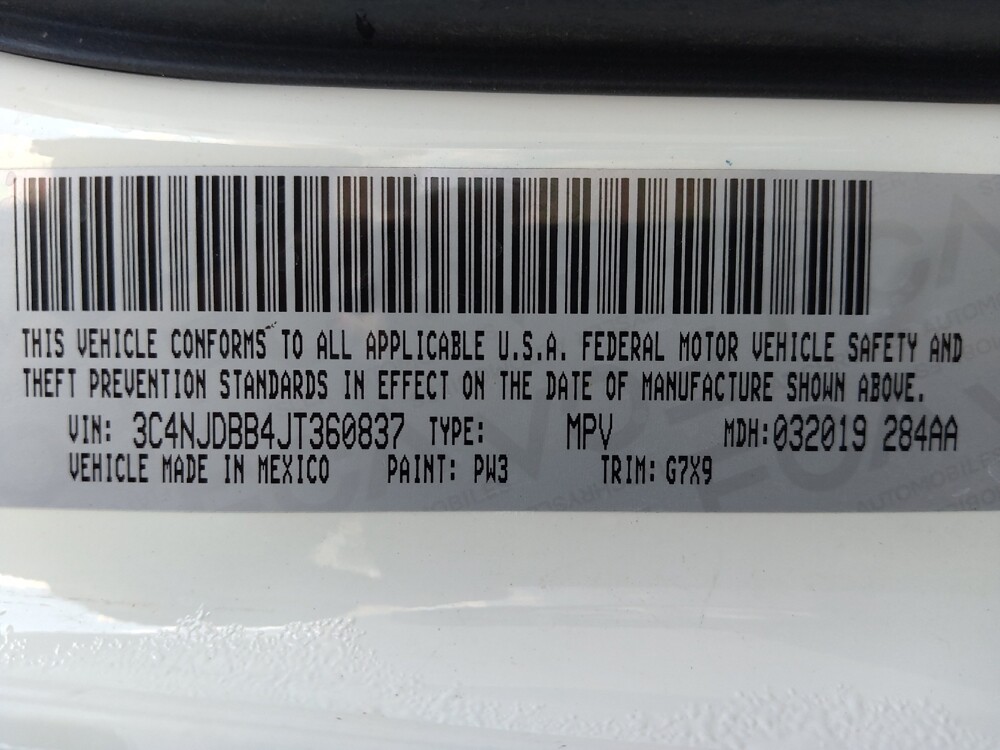 THIS VEHICLE CONFORMS TO ALL APPLICABLE U.S.A. FEDERAL MOTOR VEHICLE SAFETY AND
THEFT PREVENTION STANDARDS IN EFFECT ON THE DATE OF MANUFACTURE SHOWN ABOVE.
VIN: 3C4NJDBB4JT360837 TYPE: MPV MDH:032019 284AA
VEHICLE MADE IN MEXICO PAINT: PW3 TRIM: G7X9